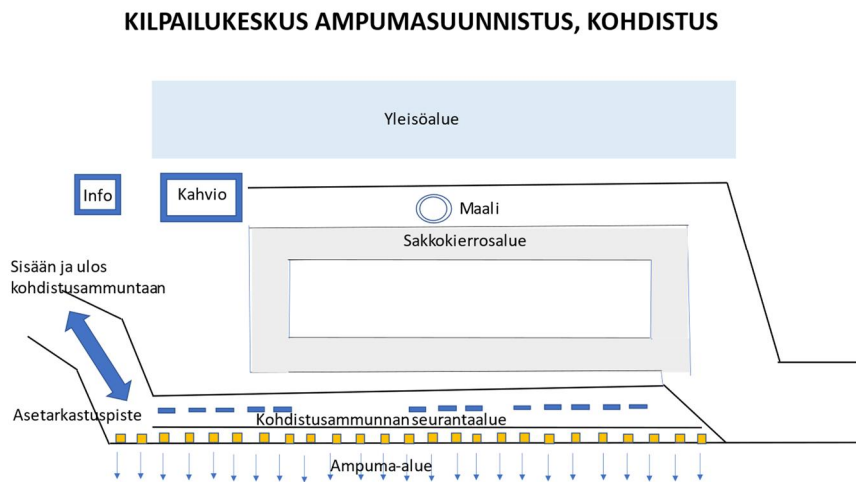 KILPAILUKESKUS AMPUMASUUNNISTUS, KOHDISTUS
Yleisöalue
Info
Kahvio
Maali
Sakkokierrosalue
Sisään ja ulos
kohdistusammuntaan
Asetarkastuspiste
Kohdistusammunnan seurantaalue
Ampuma-alue